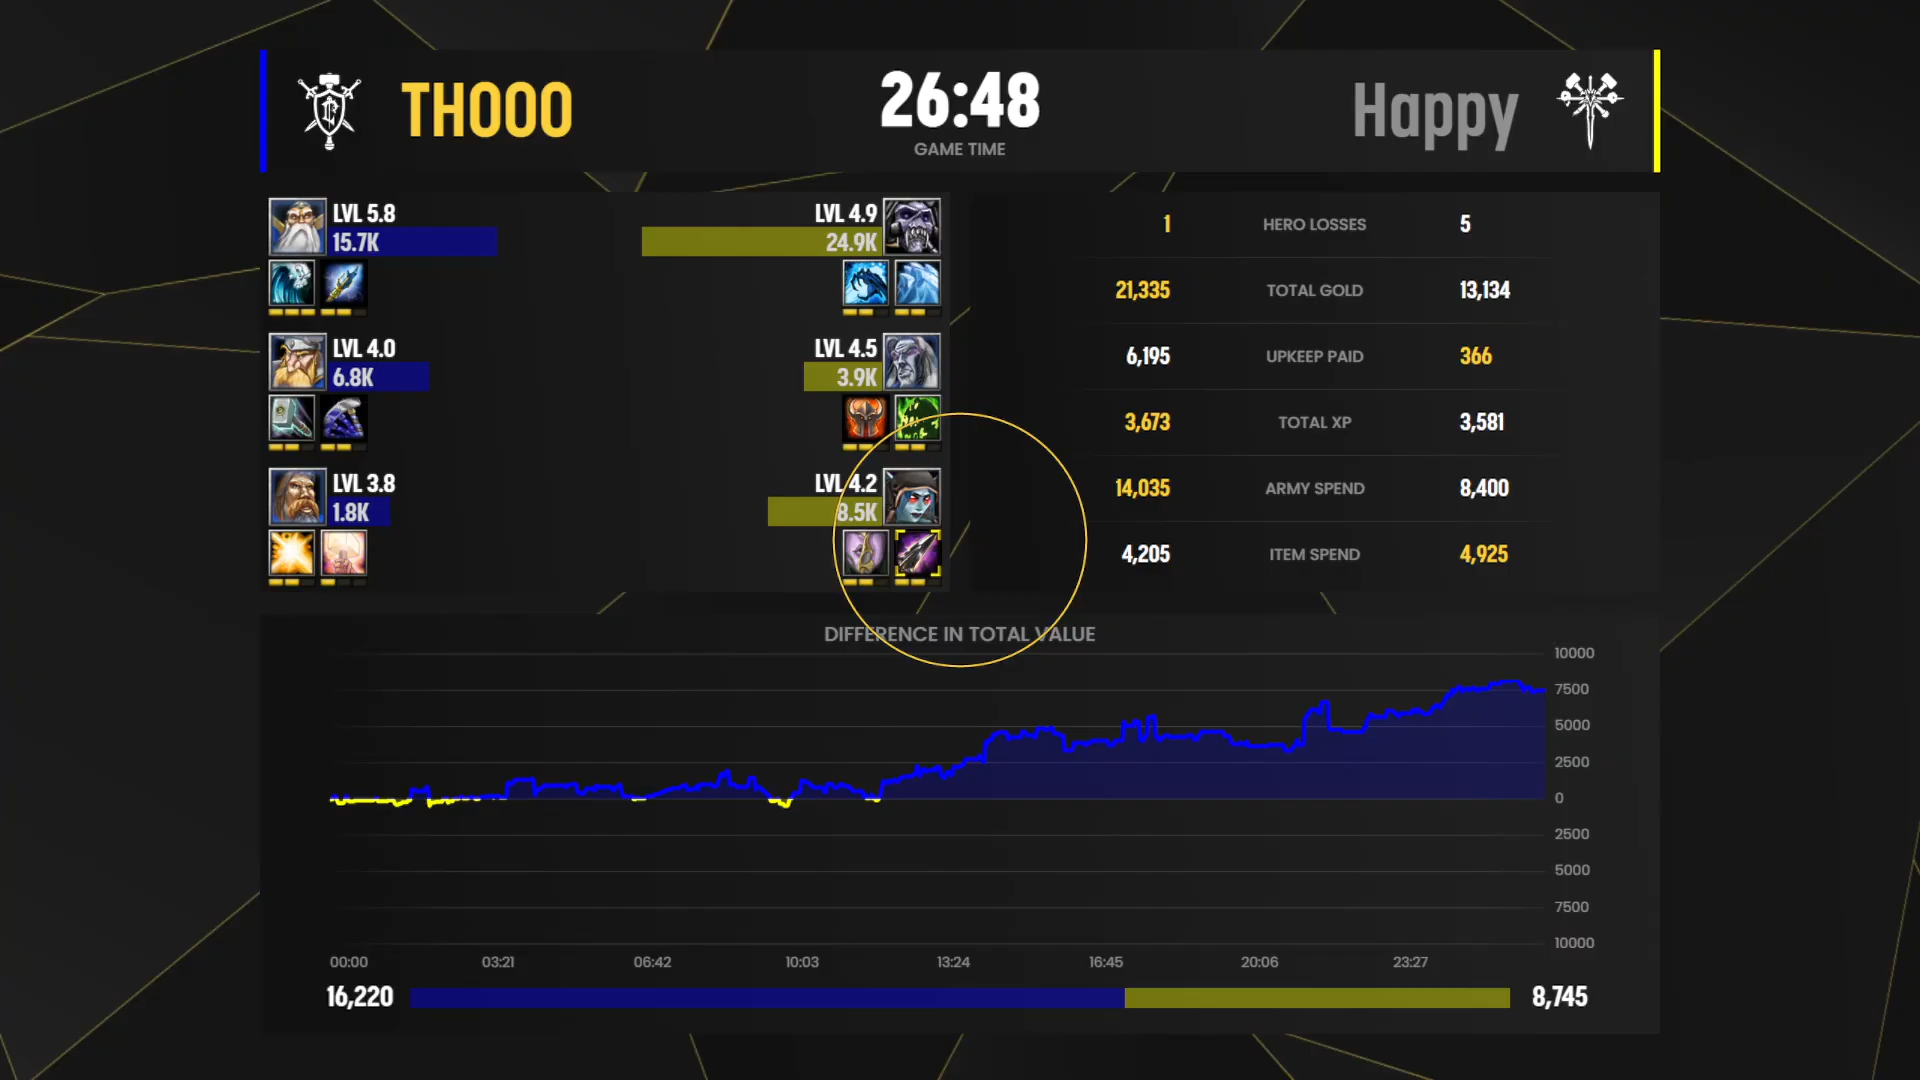 THOOO
26:48
GAME TIME
Happy
LVL 5.8
15.7K
LVL 4.9
24.9K
LVL 4.0
6.8K
LVL 4.5
3.9K
LVL 3.8
1.8K
LVL 4.2
8.5K
1 HERO LOSSES 5
21,335 TOTAL GOLD 13,134
6,195 UPKEEP PAID 366
3,673 TOTAL XP 3,581
14,035 ARMY SPEND 8,400
4,205 ITEM SPEND 4,925
DIFFERENCE IN TOTAL VALUE
10000
7500
5000
2500
0
2500
5000
7500
10000
00:00 03:21 06:42 10:03 13:24 16:45 20:06 23:27
16,220 8,745